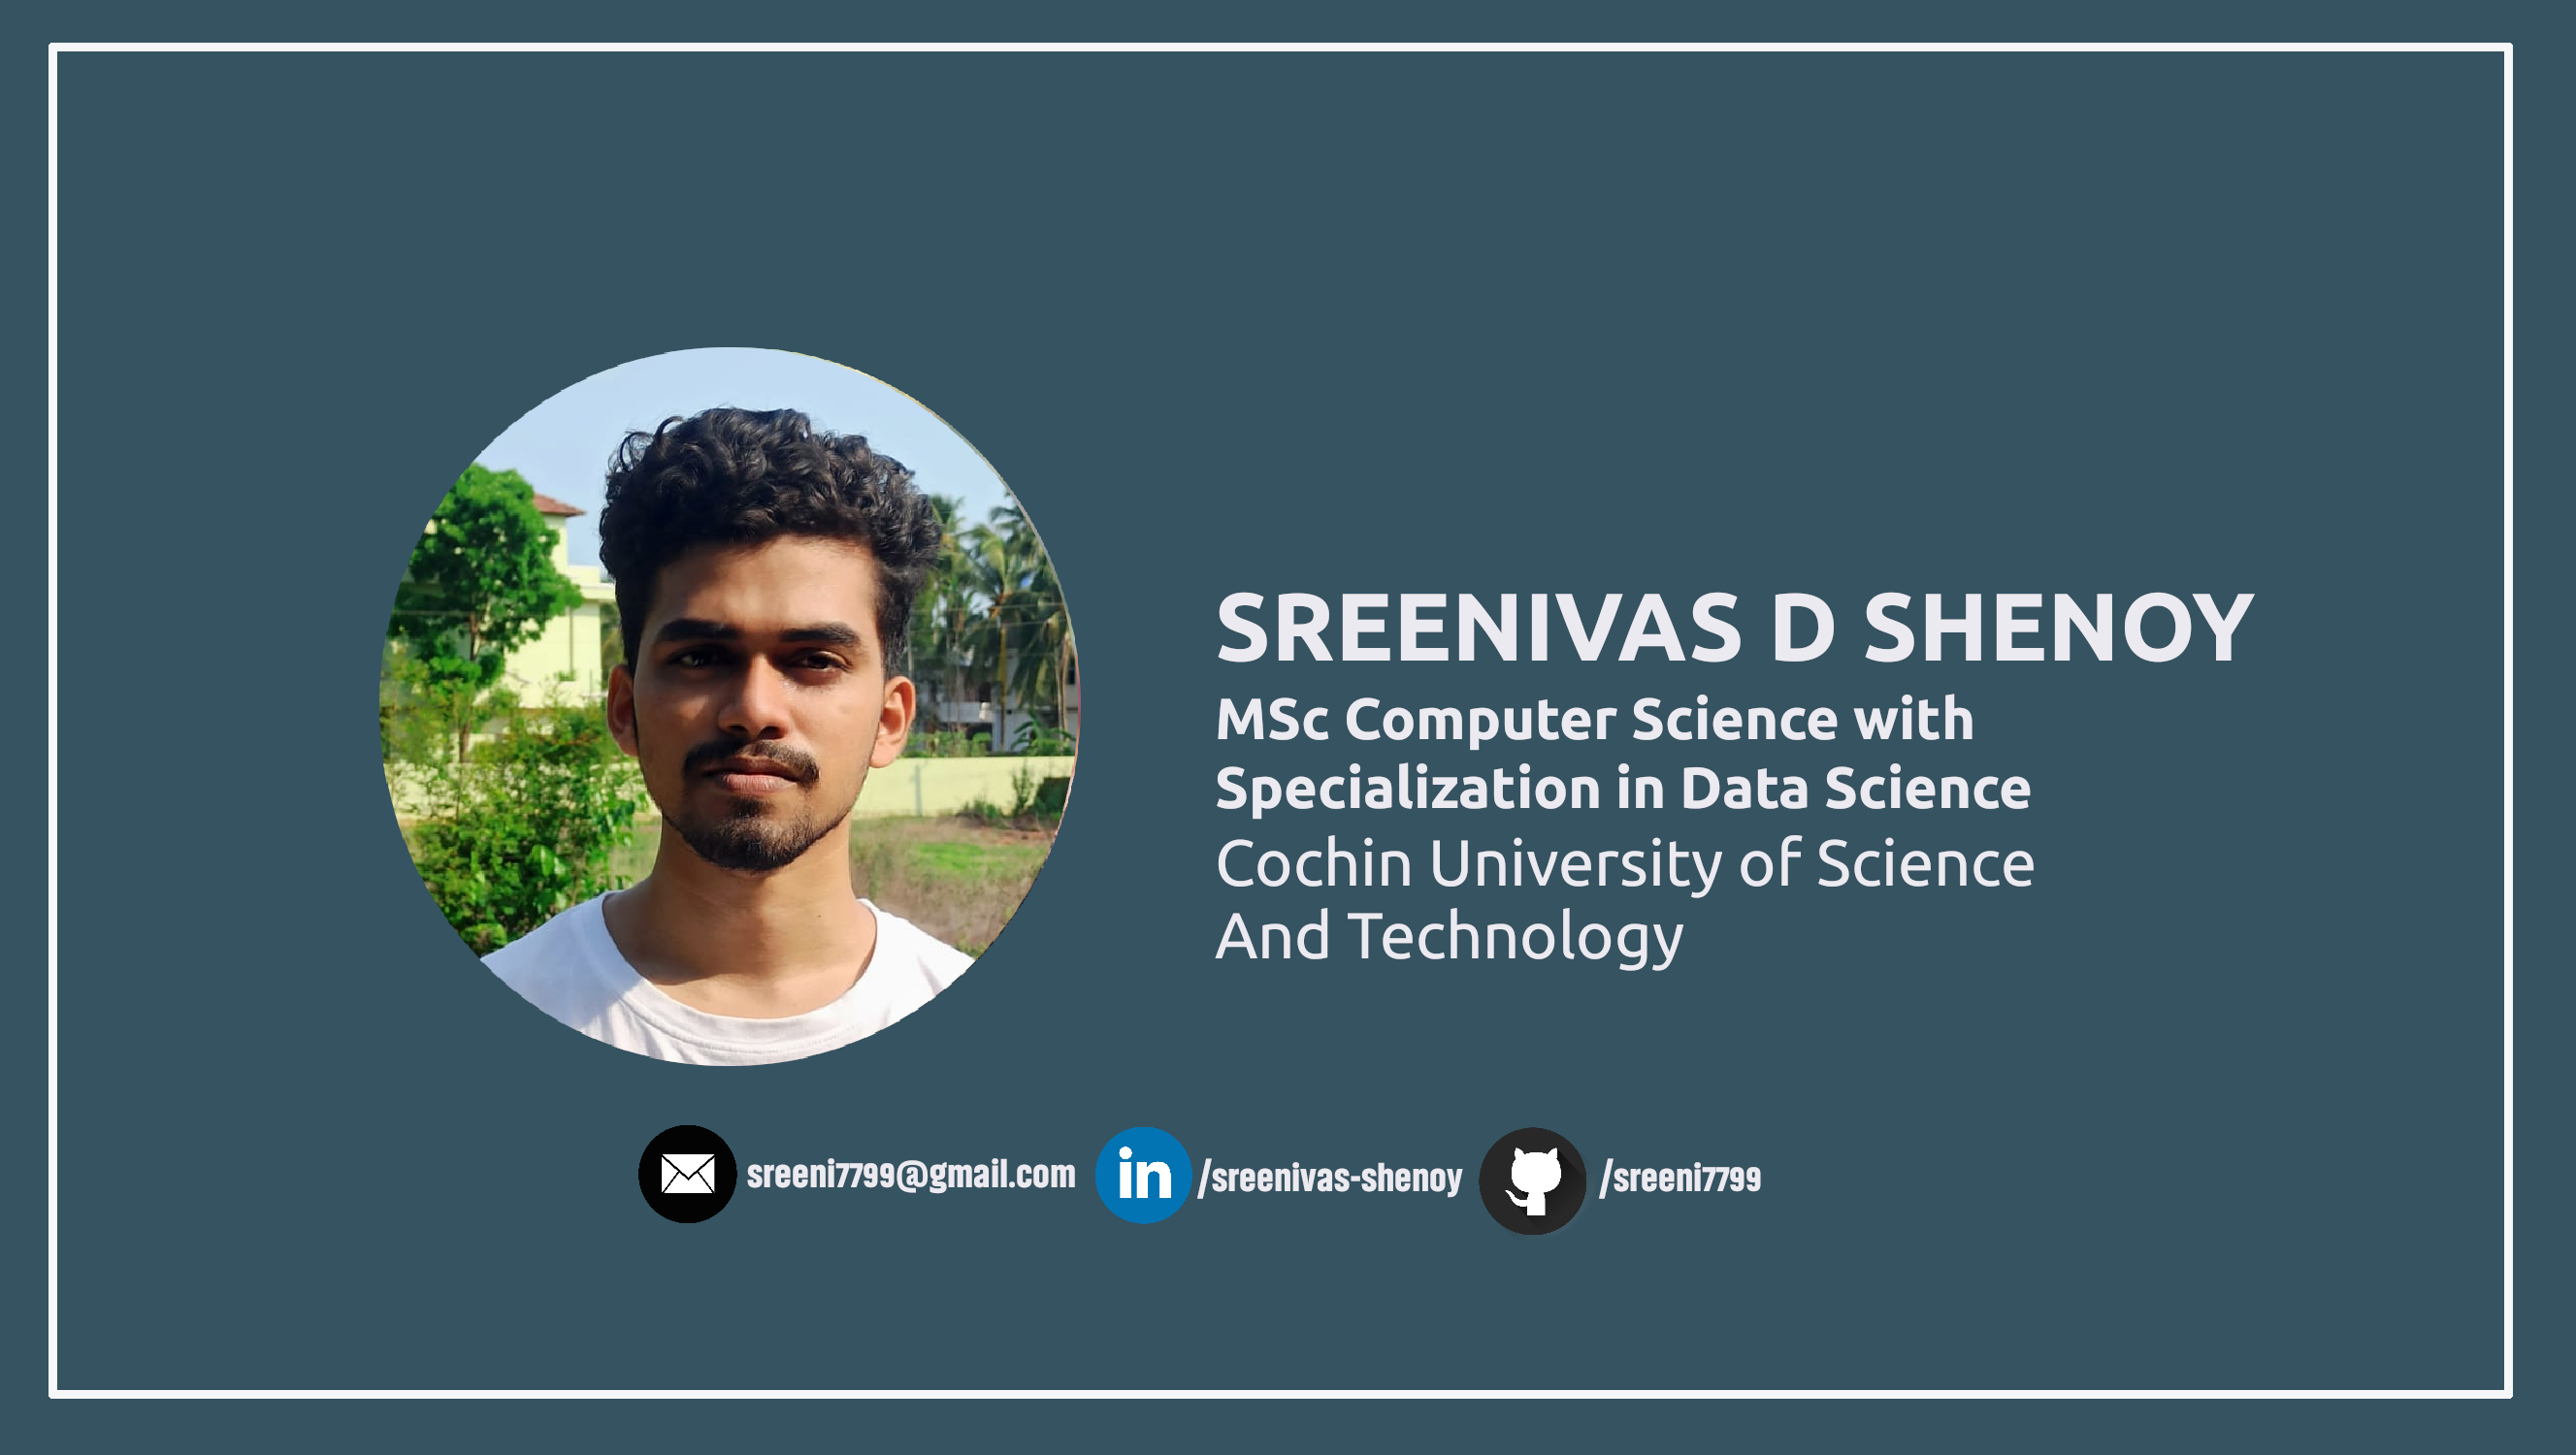 SREENIVAS D SHENOY
MSc Computer Science with
Specialization in Data Science
Cochin University of Science
And Technology
sreeni7799@gmail.com
in
/sreenivas-shenoy
/sreeni7799